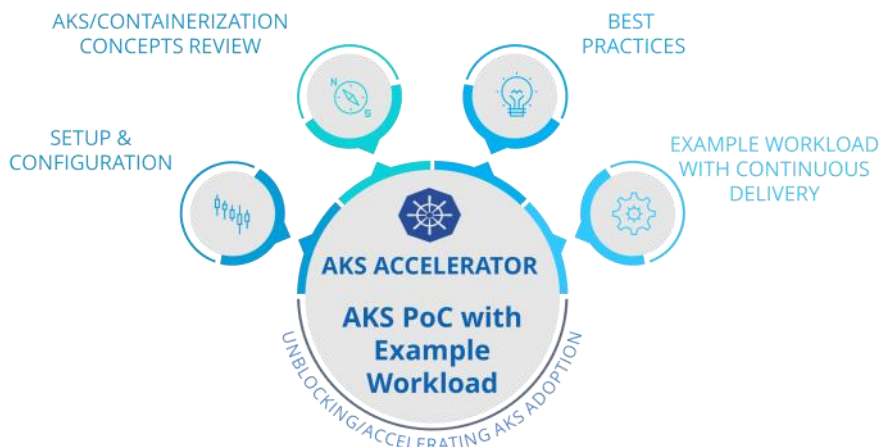 AKS/CONTAINERIZATION
CONCEPTS REVIEW
BEST
PRACTICES
SETUP &
CONFIGURATION
EXAMPLE WORKLOAD
WITH CONTINUOUS
DELIVERY
N
S
AKS ACCELERATOR
AKS PoC with
Example
Workload
UNBLOCKING/ACCELERATING AKS ADOPTION